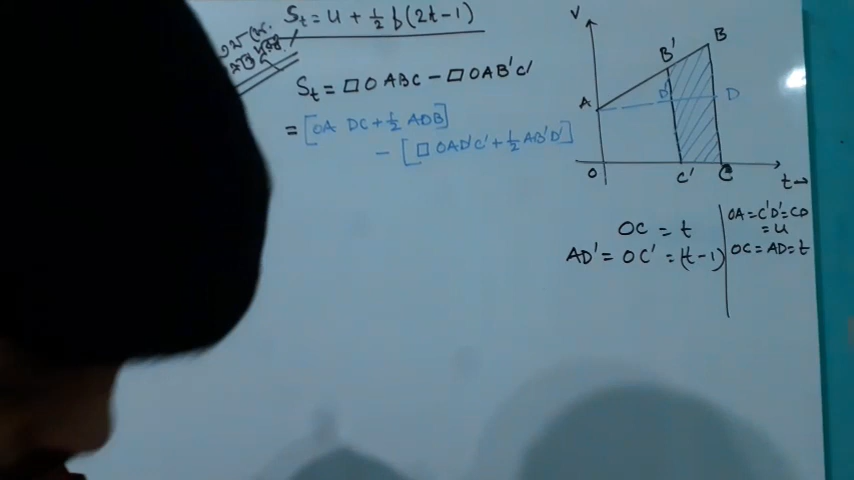 St = u + ½ b (2t-1)
St = □ OABC - □ OAB'C'
= [OA DC + ½ ADB]
- [□ OAD'C' + ½ AB'D']
V
B
B'
A
D'
D
O
C'
C
t→
OC = t
AD' = OC' = (t-1)
OA = C'D' = CD
= u
OC = AD = t